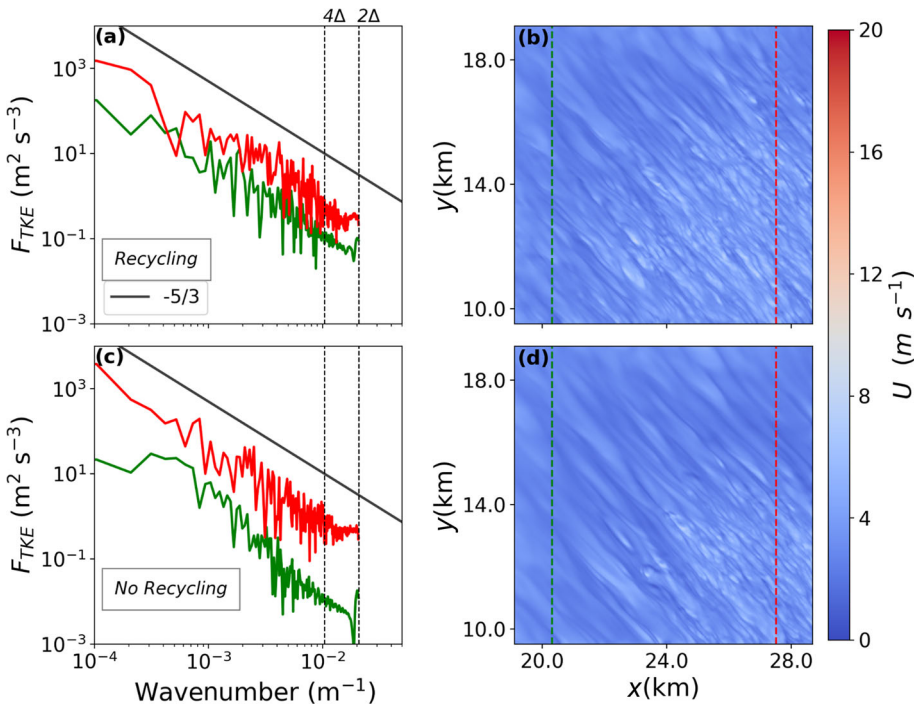 4Δ 2Δ
(a)
10³
10¹
10⁻¹
10⁻³
F_TKE (m² s⁻³)
Recycling
-5/3
(b)
18.0
14.0
10.0
y(km)
(c)
10³
10¹
10⁻¹
10⁻³
F_TKE (m² s⁻³)
No Recycling
10⁻⁴ 10⁻³ 10⁻²
Wavenumber (m⁻¹)
(d)
18.0
14.0
10.0
y(km)
20.0 24.0 28.0
x(km)
20
16
12
8
4
0
U (m s⁻¹)